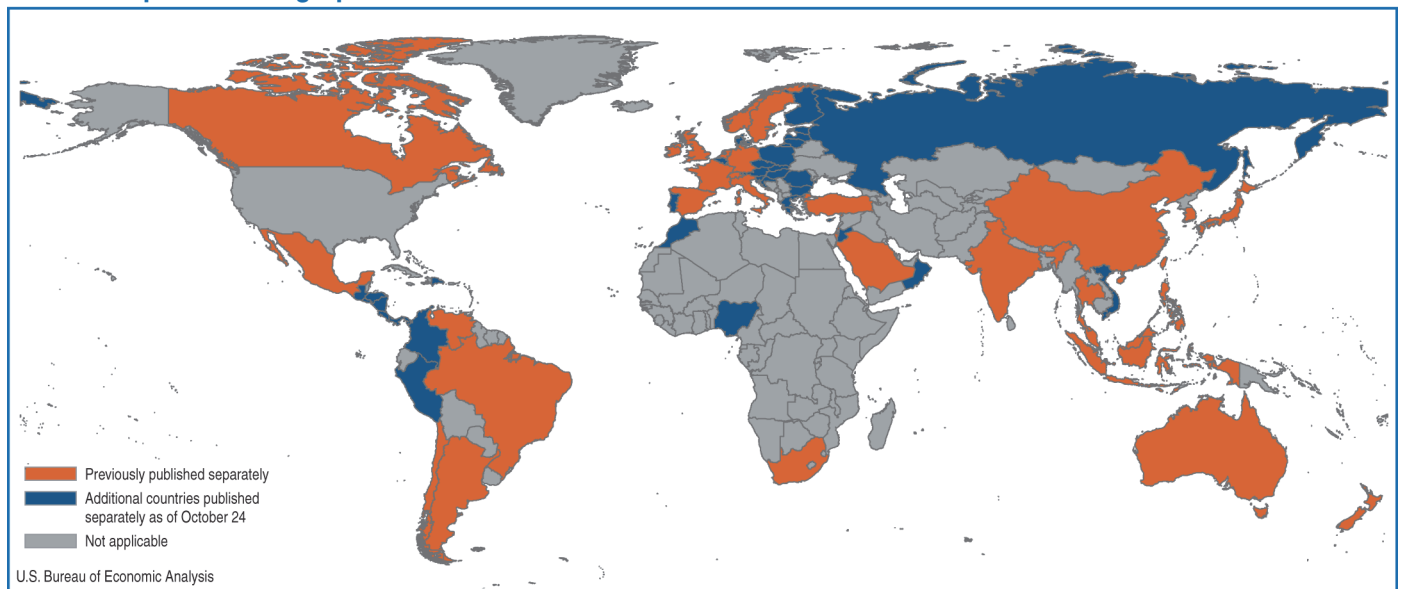 Previously published separately
Additional countries published
separately as of October 24
Not applicable
U.S. Bureau of Economic Analysis